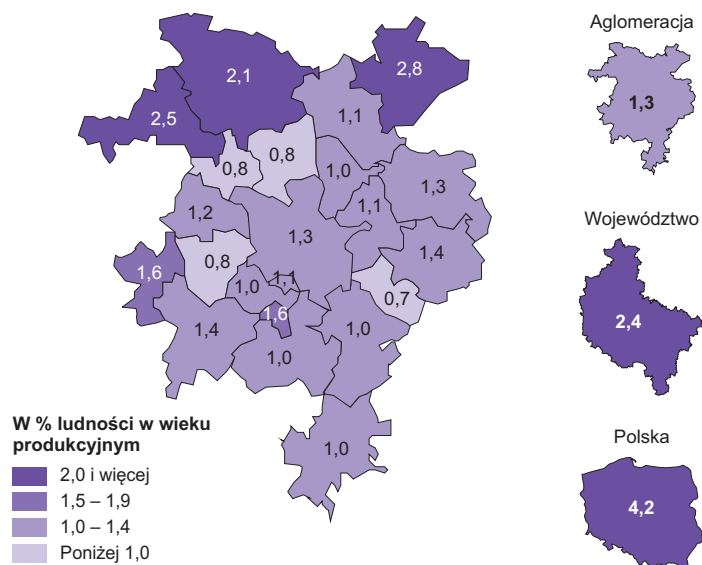 Aglomeracja
1,3
Województwo
2,4
Polska
4,2
2,1
2,8
2,5
1,1
0,8
0,8
1,0
1,3
1,1
1,2
1,3
1,4
1,6
0,8
1,0
1,1
0,7
1,6
1,4
1,0
1,0
1,0
W % ludności w wieku
produkcyjnym
2,0 i więcej
1,5 – 1,9
1,0 – 1,4
Poniżej 1,0